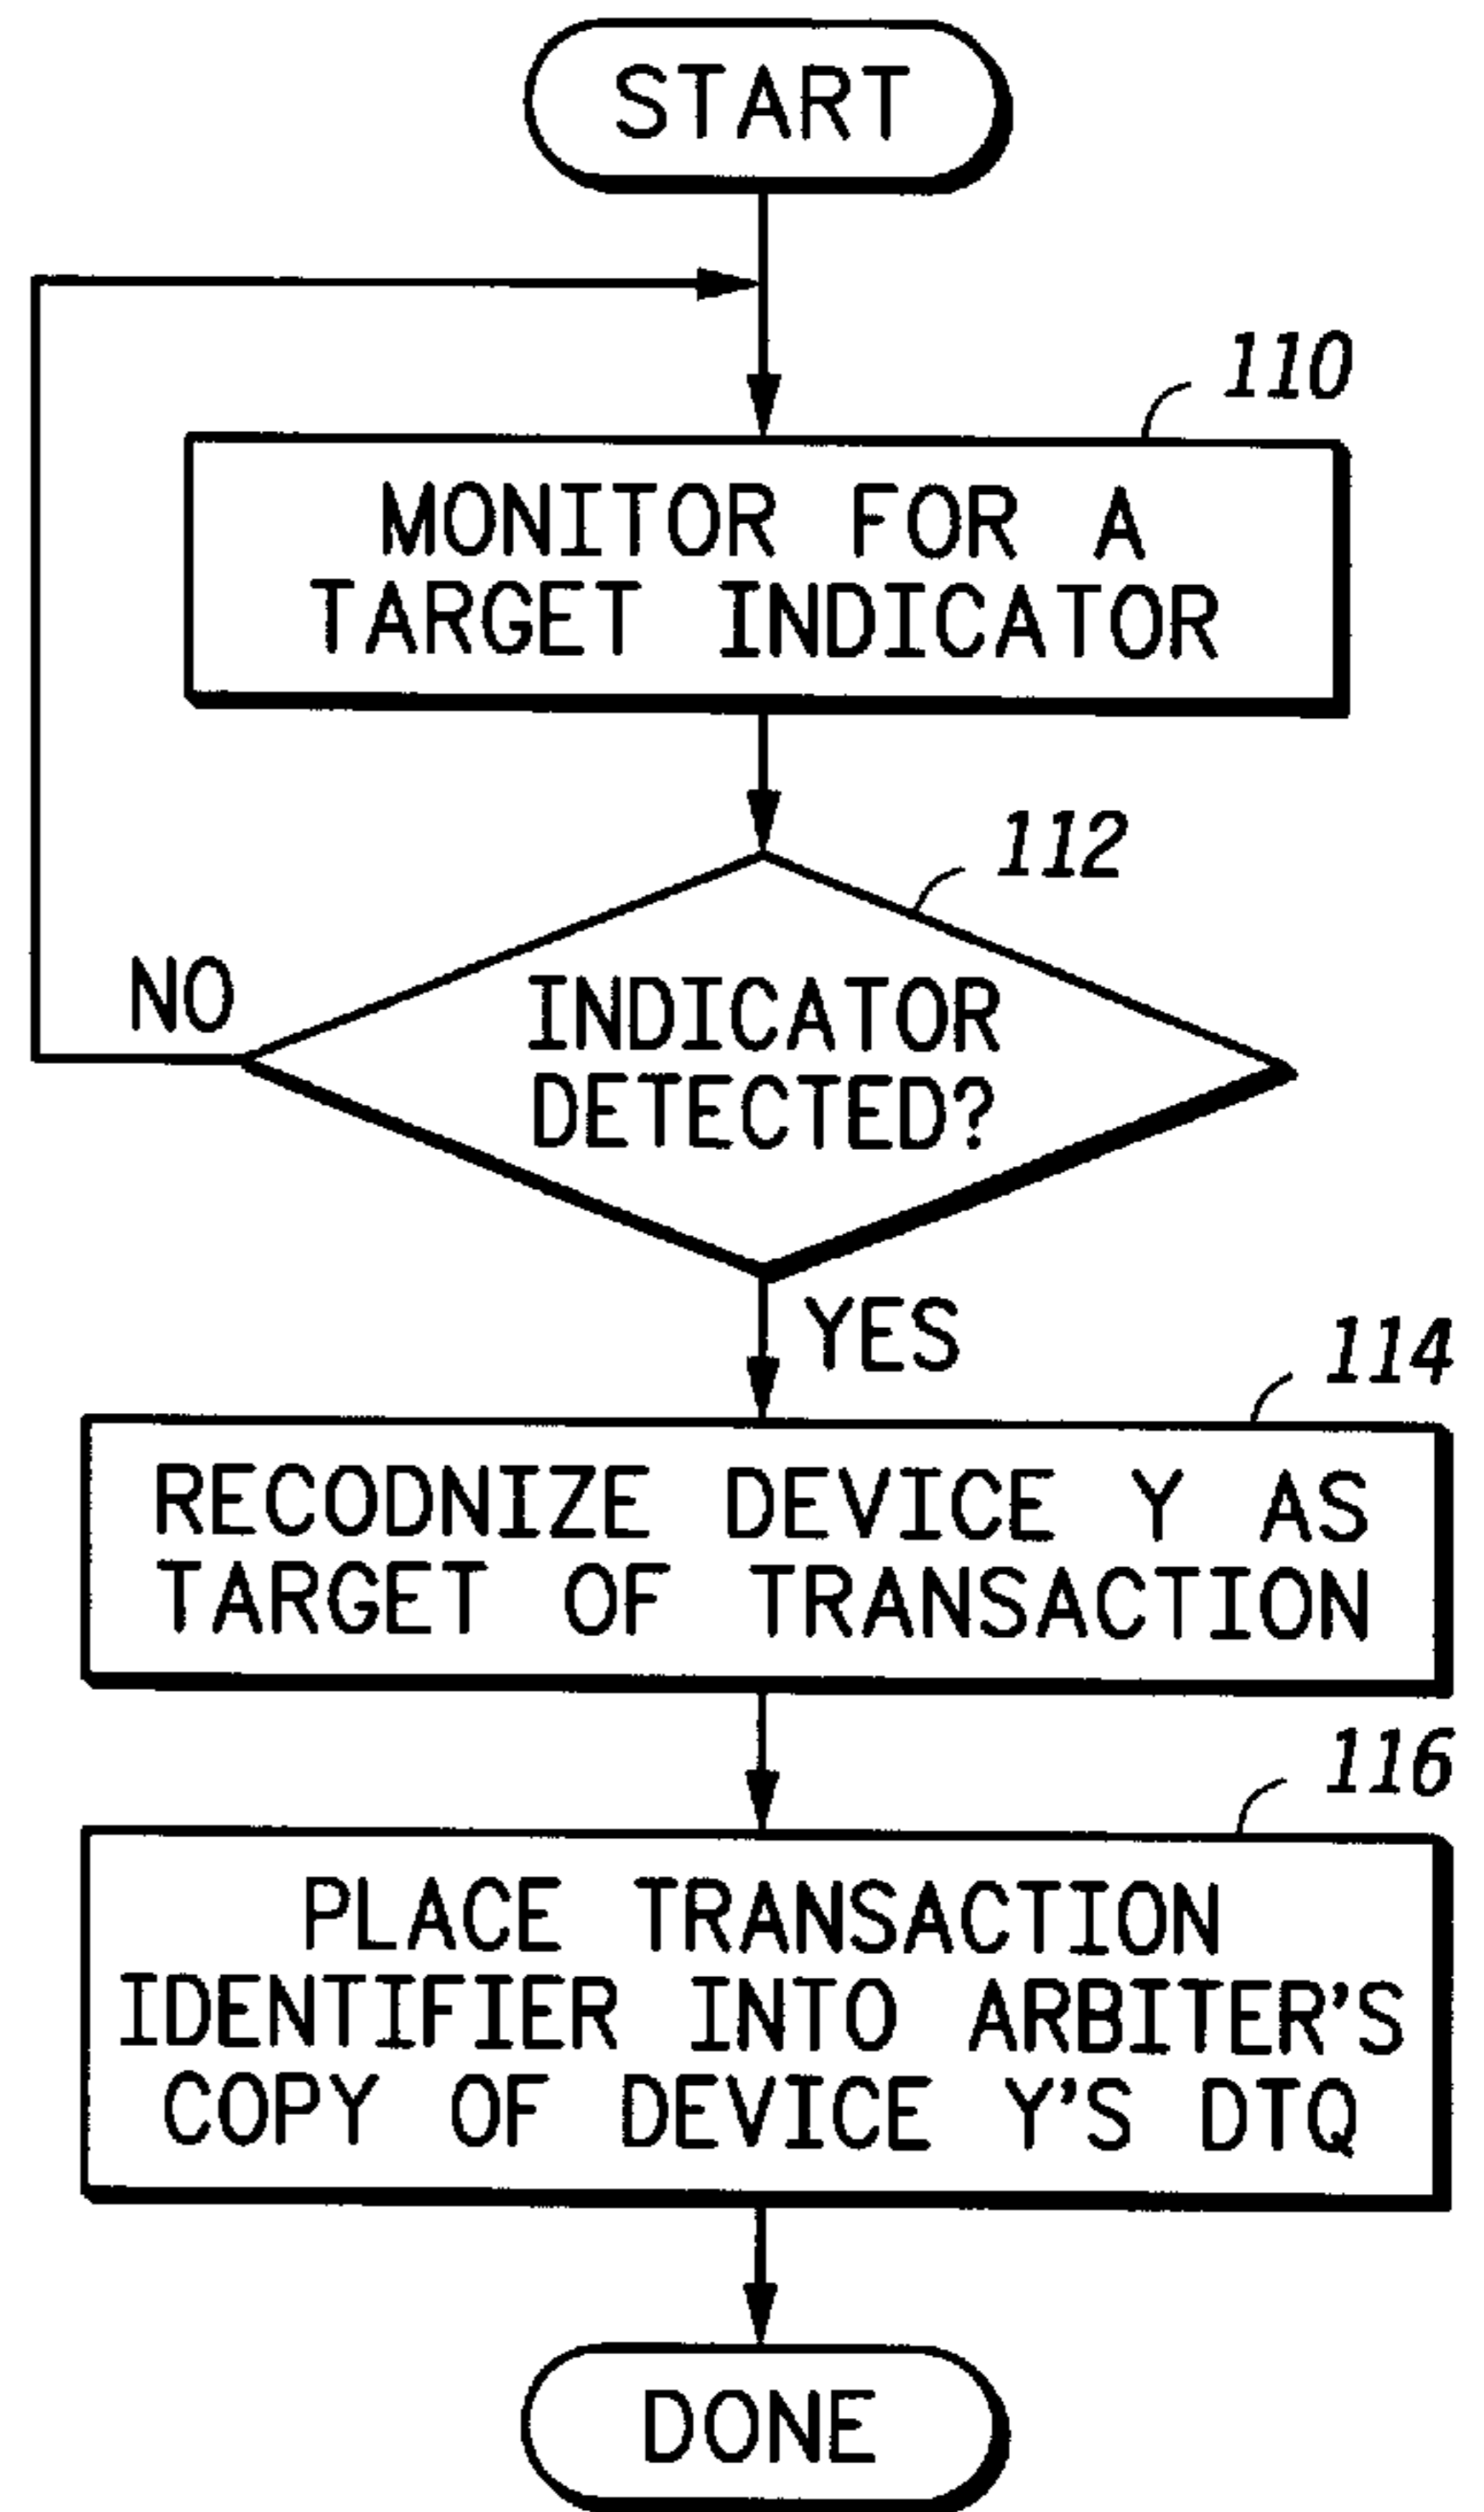 START
110
MONITOR FOR A
TARGET INDICATOR
112
INDICATOR
DETECTED?
NO
YES
114
RECODNIZE DEVICE Y AS
TARGET OF TRANSACTION
116
PLACE TRANSACTION
IDENTIFIER INTO ARBITER'S
COPY OF DEVICE Y'S DTQ
DONE